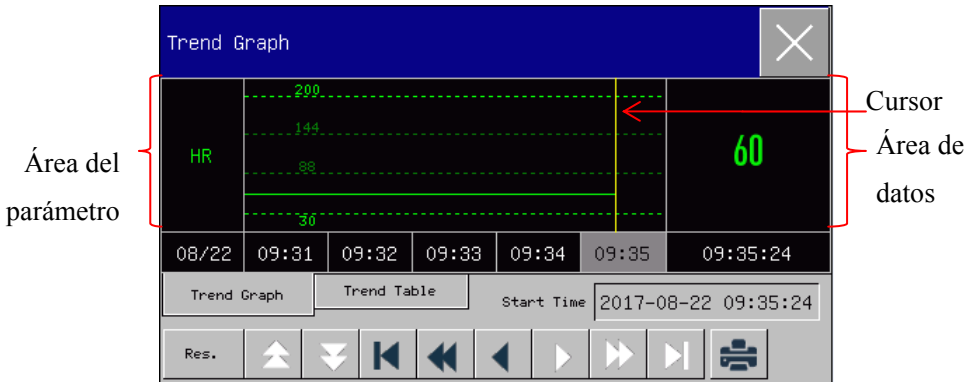 Trend Graph
Cursor
200
144
HR
60
Área de
datos
Área del
parámetro
88
30
08/22 09:31 09:32 09:33 09:34 09:35 09:35:24
Trend Graph Trend Table Start Time 2017-08-22 09:35:24
Res.